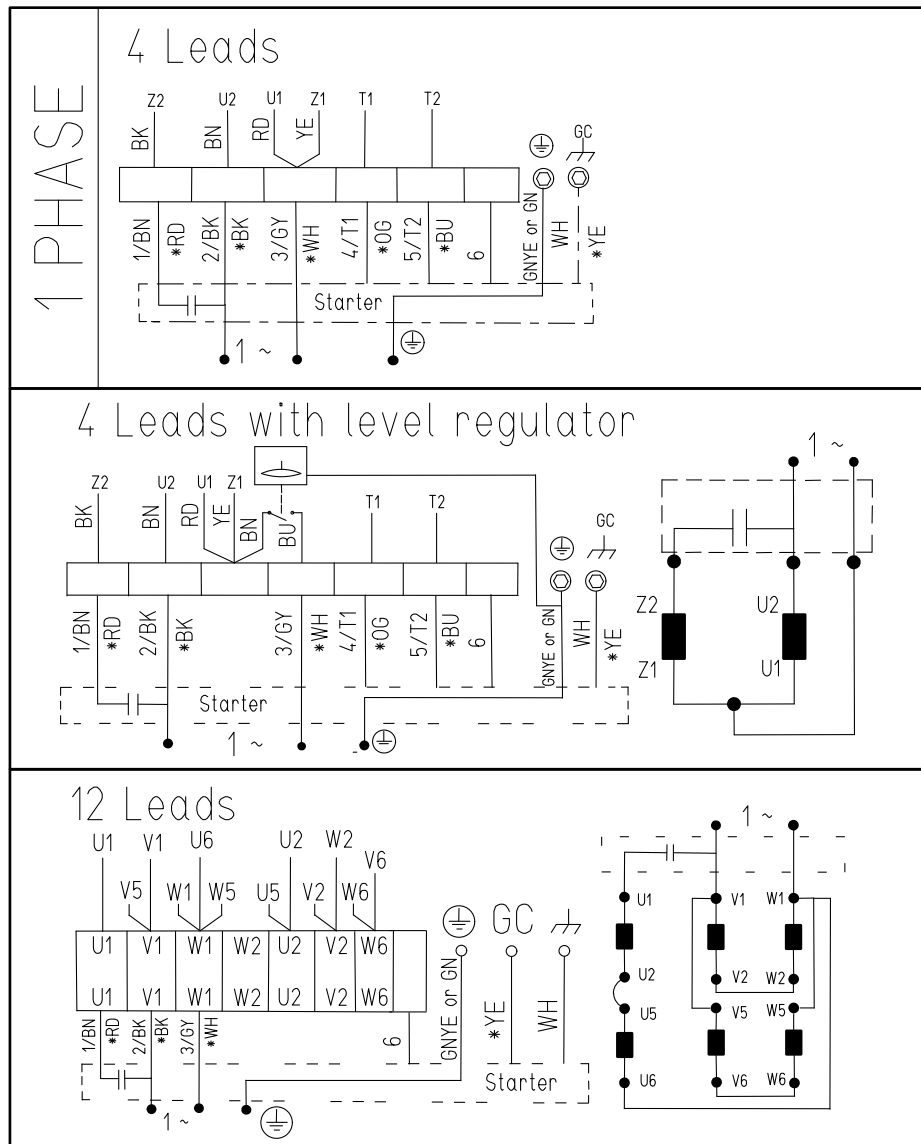 1 PHASE
4 Leads
Z2 U2 U1 Z1 T1 T2 GC
BK BN RD YE
1/BN *RD 2/BK *BK 3/GY *WH 4/T1 *OG 5/T2 *BU 6 GNYE or GN WH *YE
Starter
1 ~
4 Leads with level regulator
Z2 U2 U1 Z1 T1 T2 GC
BK BN RD YE BN BU
1/BN *RD 2/BK *BK 3/GY *WH 4/T1 *OG 5/T2 *BU 6 GNYE or GN WH *YE
Starter
1 ~
1 ~
Z2 U2
Z1 U1
12 Leads
U1 V1 U6 U2 W2 V6
V5 W1 W5 U5 V2 W6
U1 V1 W1 W2 U2 V2 W6
U1 V1 W1 W2 U2 V2 W6
GC
1/BN *RD 2/BK *BK 3/GY *WH 6 GNYE or GN *YE WH
Starter
1 ~
1 ~
U1 V1 W1
U2 V2 W2
U5 V5 W5
U6 V6 W6